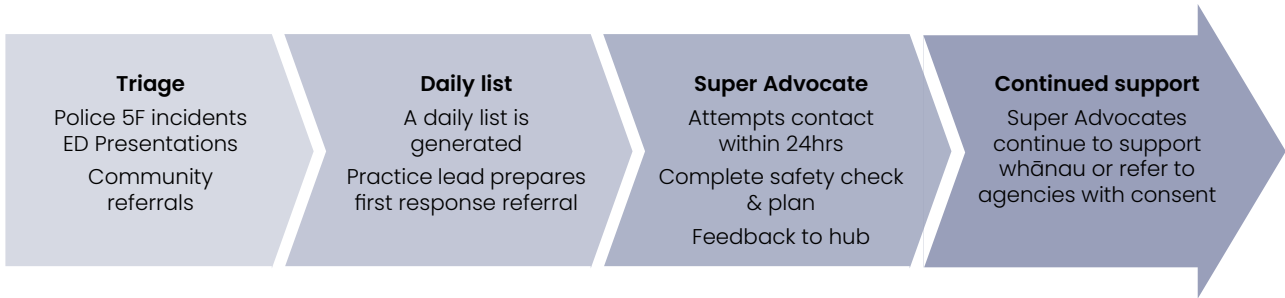 Triage
Police 5F incidents
ED Presentations
Community
referrals
Daily list
A daily list is
generated
Practice lead prepares
first response referral
Super Advocate
Attempts contact
within 24hrs
Complete safety check
& plan
Feedback to hub
Continued support
Super Advocates
continue to support
whānau or refer to
agencies with consent